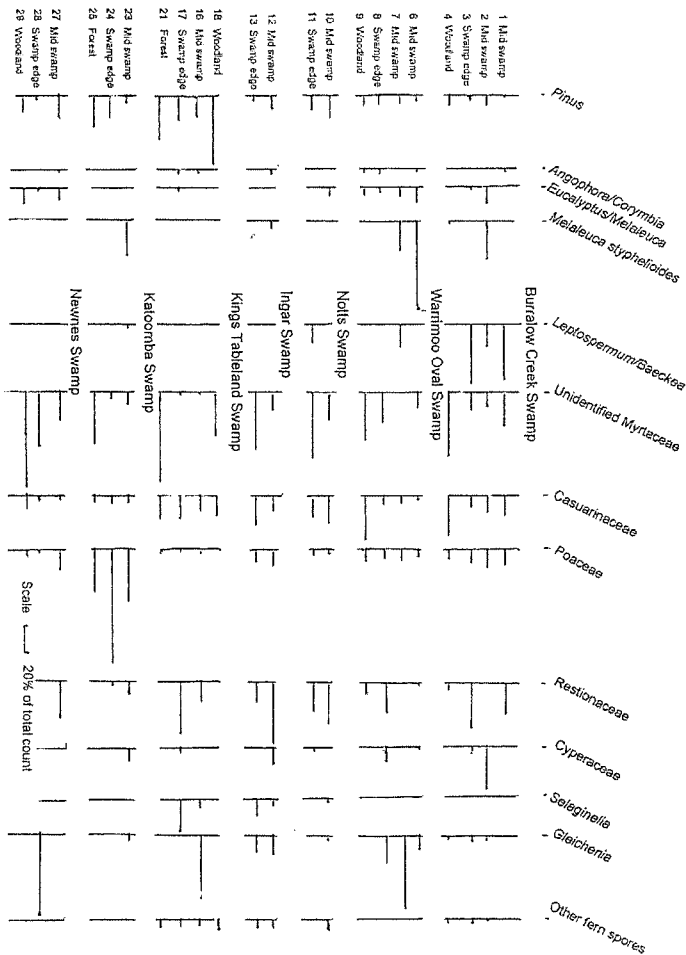 Pinus
Angophora/Corymbia
Eucalyptus/Melaleuca
Melaleuca styphelioides
Leptospermum/Baeckea
Unidentified Myrtaceae
Casuarinaceae
Poaceae
Restionaceae
Cyperaceae
Selaginella
Gleichenia
Other fern spores
Burralow Creek Swamp
1 Mid swamp
2 Mid swamp
3 Swamp edge
4 Woodland
Warrimoo Oval Swamp
6 Mid swamp
7 Mid swamp
8 Swamp edge
9 Woodland
Notts Swamp
10 Mid swamp
11 Swamp edge
Ingar Swamp
12 Mid swamp
13 Swamp edge
Kings Tableland Swamp
18 Woodland
16 Mid swamp
17 Swamp edge
21 Forest
Katoomba Swamp
23 Mid swamp
24 Swamp edge
25 Forest
Newnes Swamp
27 Mid swamp
28 Swamp edge
29 Woodland
Scale 20% of total count